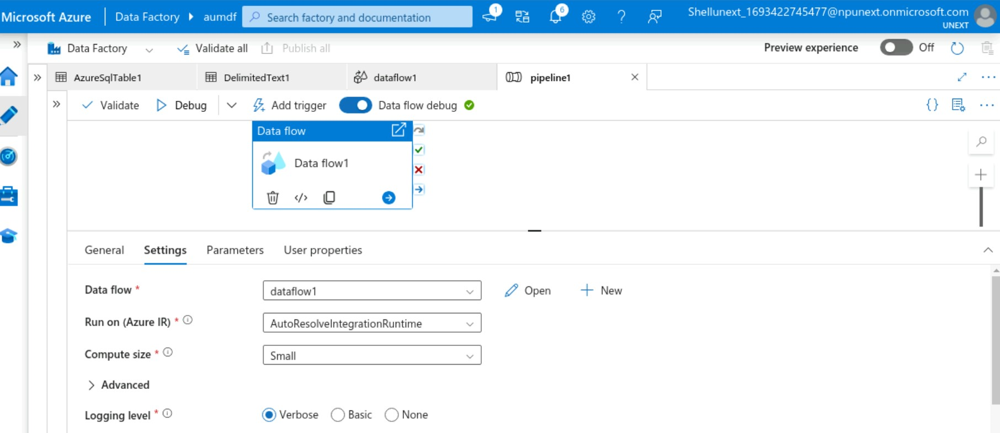 Microsoft Azure Data Factory aumdf Search factory and documentation 1 6 Shellunext_1693422745477@npunext.onmicrosoft.com
UNEXT
Data Factory Validate all Publish all Preview experience Off
AzureSqlTable1 DelimitedText1 dataflow1 pipeline1
Validate Debug Add trigger Data flow debug
Data flow
Data flow1
General Settings Parameters User properties
Data flow * dataflow1 Open New
Run on (Azure IR) * AutoResolveIntegrationRuntime
Compute size * Small
Advanced
Logging level * Verbose Basic None